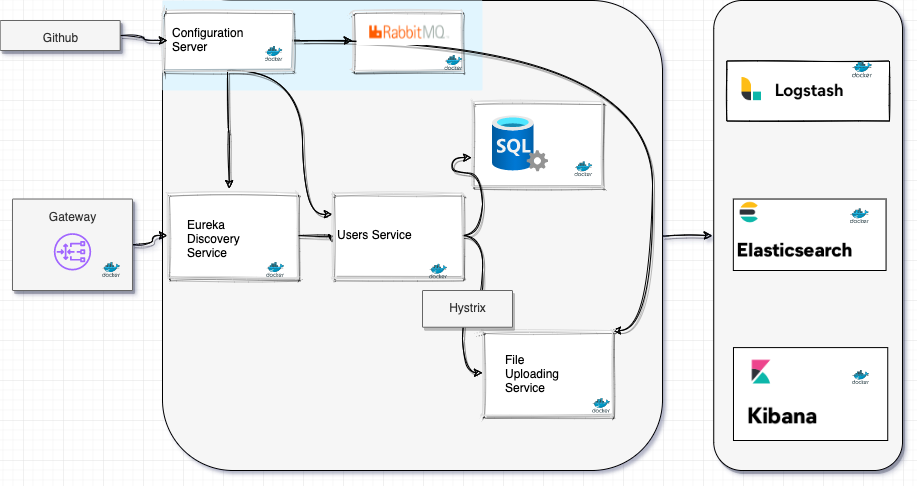 Github
Configuration
Server
docker
RabbitMQ
docker
Logstash
docker
SQL
docker
Gateway
docker
Eureka
Discovery
Service
docker
Users Service
docker
Elasticsearch
docker
Hystrix
File
Uploading
Service
docker
Kibana
docker